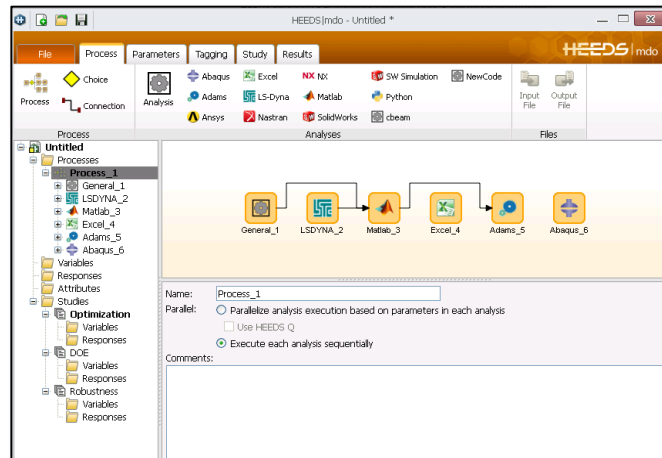 HEEDS|mdo - Untitled *
File Process Parameters Tagging Study Results
HEEDS|mdo
Process
Choice
Connection
Analysis
Abaqus Excel NX NX SW Simulation NewCode
Adams LS-Dyna Matlab Python
Ansys Nastran SolidWorks cbeam
Input File
Output File
Process Analyses Files
Untitled
Processes
Process_1
General_1
LSDYNA_2
Matlab_3
Excel_4
Adams_5
Abaqus_6
Variables
Responses
Attributes
Studies
Optimization
Variables
Responses
DOE
Variables
Responses
Robustness
Variables
Responses
General_1 LSDYNA_2 Matlab_3 Excel_4 Adams_5 Abaqus_6
Name: Process_1
Parallel: Parallelize analysis execution based on parameters in each analysis
Use HEEDS Q
Execute each analysis sequentially
Comments: